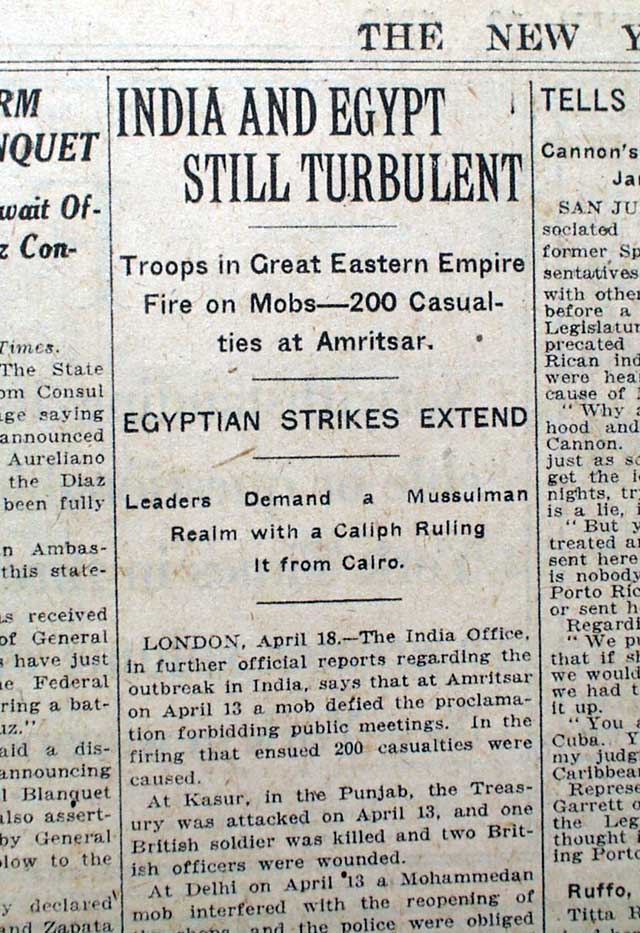 THE NEW Y
RM
NQUET
wait Of-
z Con-
Times.
The State
om Consul
ge saying
announced
Aureliano
the Diaz
been fully
n Ambas-
this state-
s received
of General
s have just
e Federal
ring a bat-
uz."
aid a dis-
announcing
l Blanquet
also assert-
by General
low to the
y declared
and Zapata
INDIA AND EGYPT
STILL TURBULENT
Troops in Great Eastern Empire
Fire on Mobs—200 Casual-
ties at Amritsar.
EGYPTIAN STRIKES EXTEND
Leaders Demand a Mussulman
Realm with a Caliph Ruling
It from Cairo.
LONDON, April 18.—The India Office,
in further official reports regarding the
outbreak in India, says that at Amritsar
on April 13 a mob defied the proclama-
tion forbidding public meetings. In the
firing that ensued 200 casualties were
caused.
At Kasur, in the Punjab, the Treas-
ury was attacked on April 13, and one
British soldier was killed and two Brit-
ish officers were wounded.
At Delhi on April 13 a Mohammedan
mob interfered with the reopening of
the shops, and the police were obliged
TELLS
Cannon's
Ja
SAN JU
sociated
former Sp
sentatives
with other
before a
Legislatur
precated
Rican ind
were hea
cause of
"Why a
hood and
Cannon.
just as s
get the i
nights, tr
is a lie, i
"But y
treated a
sent here
is nobody
Porto Ric
or sent h
Regardi
"We p
that if s
we would
we had t
it up.
"You a
Cuba. Y
my judg
Caribbea
Represe
Garrett o
the Leg
thought i
ing Porto
Ruffo,
Titta R